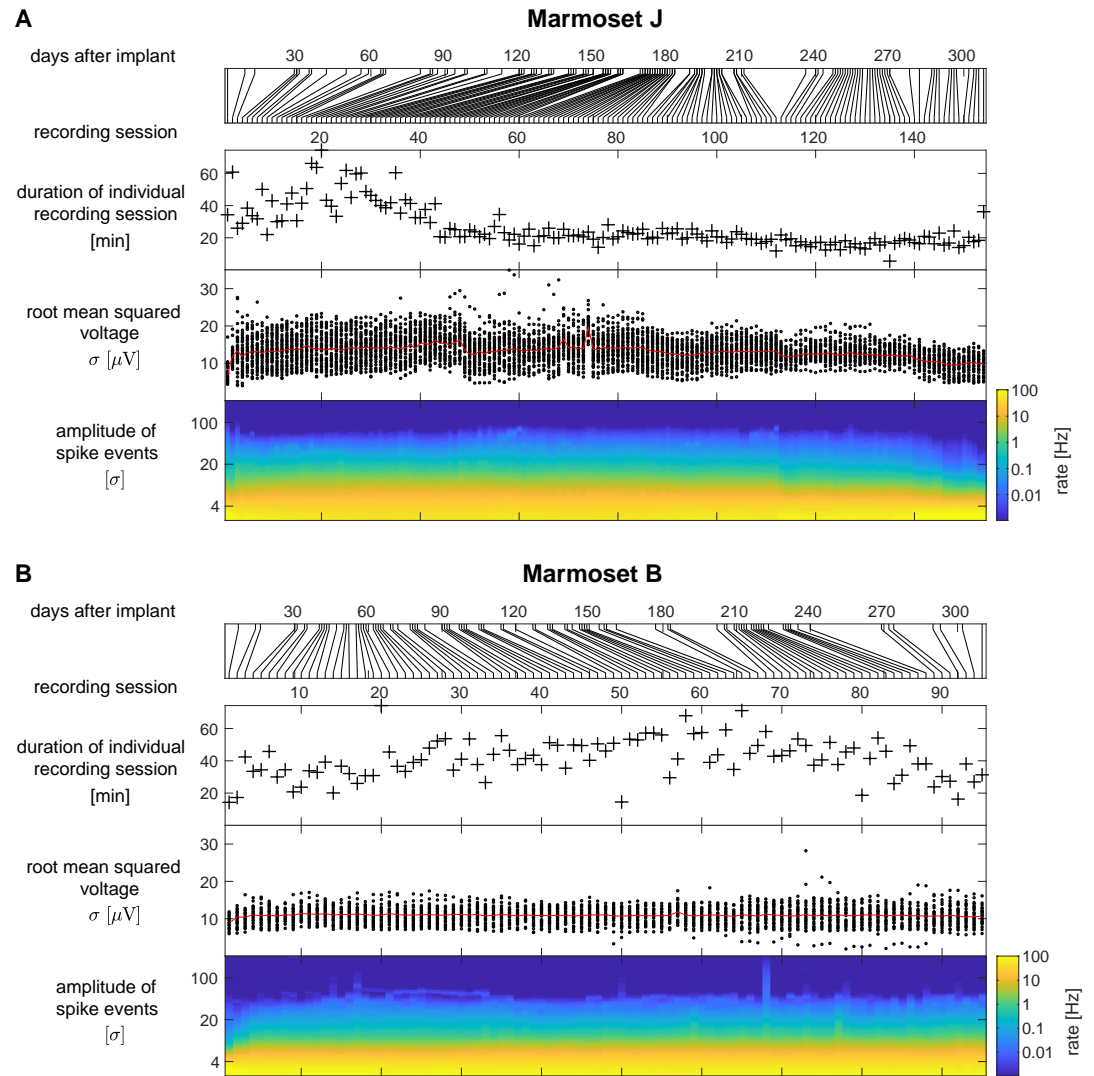 A
Marmoset J
days after implant
30 60 90 120 150 180 210 240 270 300
recording session
20 40 60 80 100 120 140
duration of individual
recording session
[min]
60
40
20
root mean squared
voltage
σ [μV]
30
20
10
amplitude of
spike events
[σ]
100
20
4
100
10
1
0.1
0.01
rate [Hz]
B
Marmoset B
days after implant
30 60 90 120 150 180 210 240 270 300
recording session
10 20 30 40 50 60 70 80 90
duration of individual
recording session
[min]
60
40
20
root mean squared
voltage
σ [μV]
30
20
10
amplitude of
spike events
[σ]
100
20
4
100
10
1
0.1
0.01
rate [Hz]